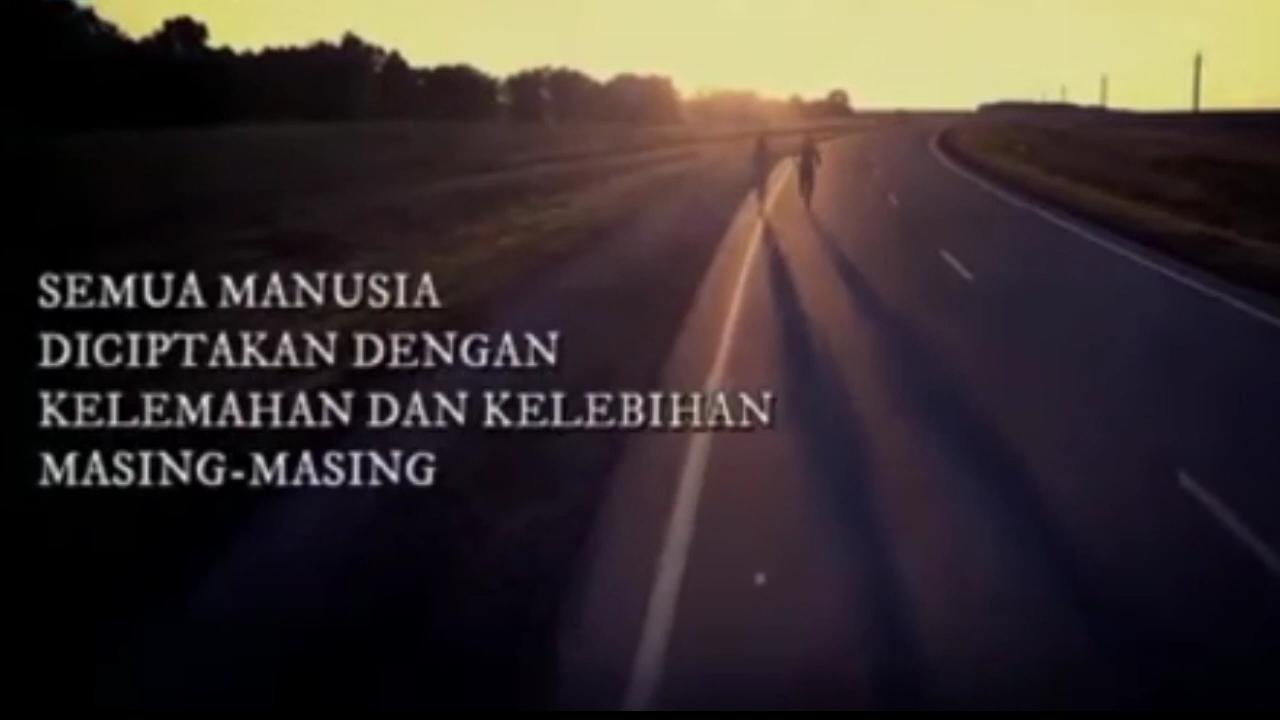 SEMUA MANUSIA
DICIPTAKAN DENGAN
KELEMAHAN DAN KELEBIHAN
MASING-MASING